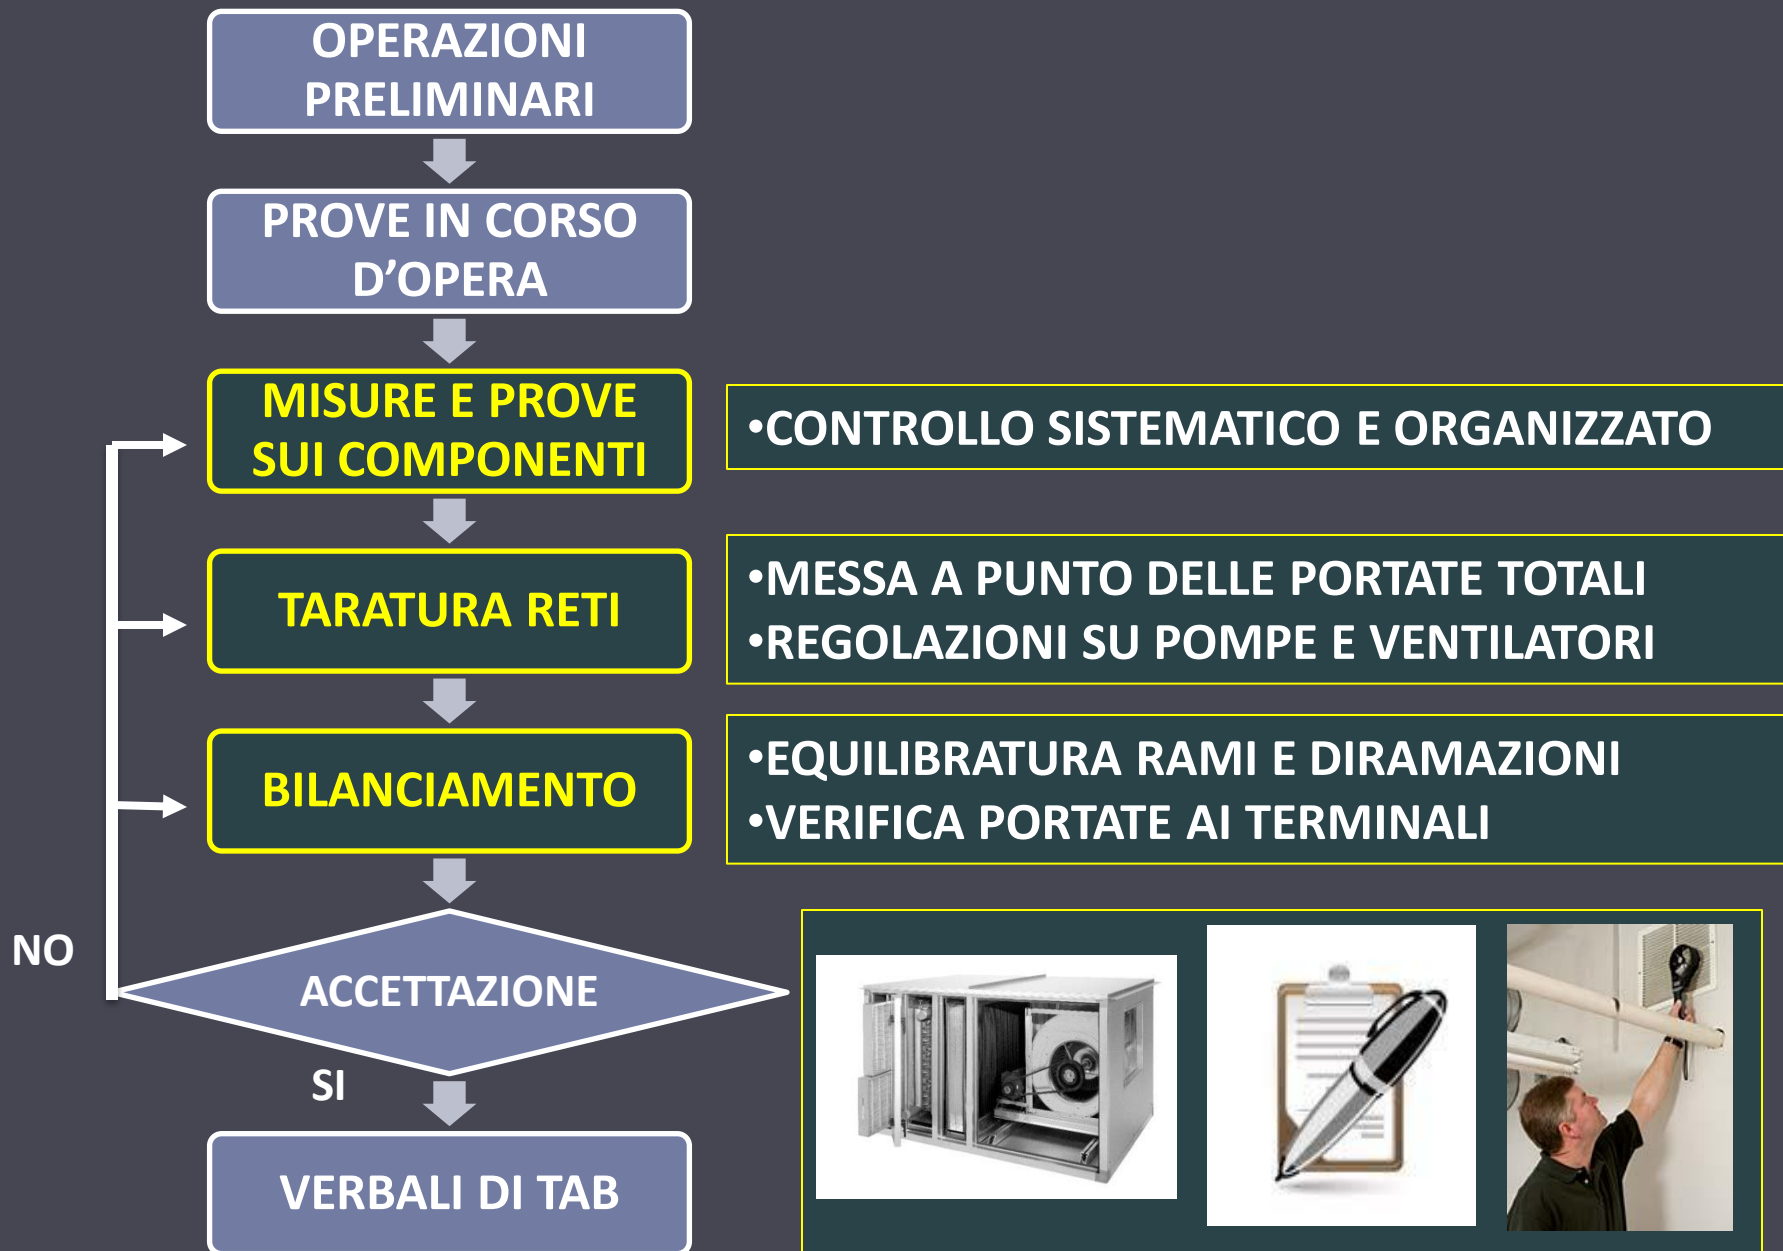 OPERAZIONI
PRELIMINARI
PROVE IN CORSO
D’OPERA
MISURE E PROVE
SUI COMPONENTI
•CONTROLLO SISTEMATICO E ORGANIZZATO
TARATURA RETI
•MESSA A PUNTO DELLE PORTATE TOTALI
•REGOLAZIONI SU POMPE E VENTILATORI
BILANCIAMENTO
•EQUILIBRATURA RAMI E DIRAMAZIONI
•VERIFICA PORTATE AI TERMINALI
NO
ACCETTAZIONE
SI
VERBALI DI TAB